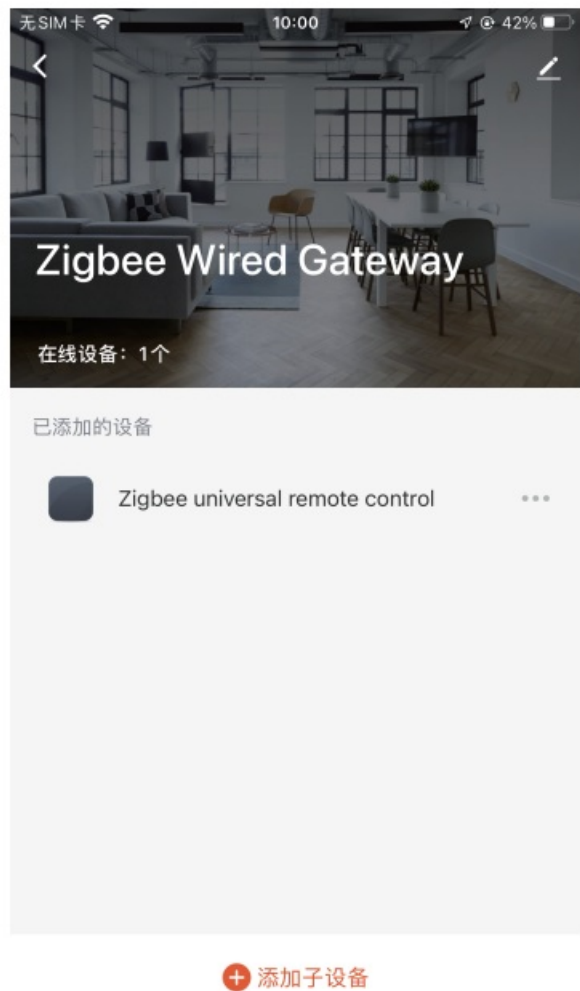 无SIM卡 10:00 42%
Zigbee Wired Gateway
在线设备：1个
已添加的设备
Zigbee universal remote control
添加子设备